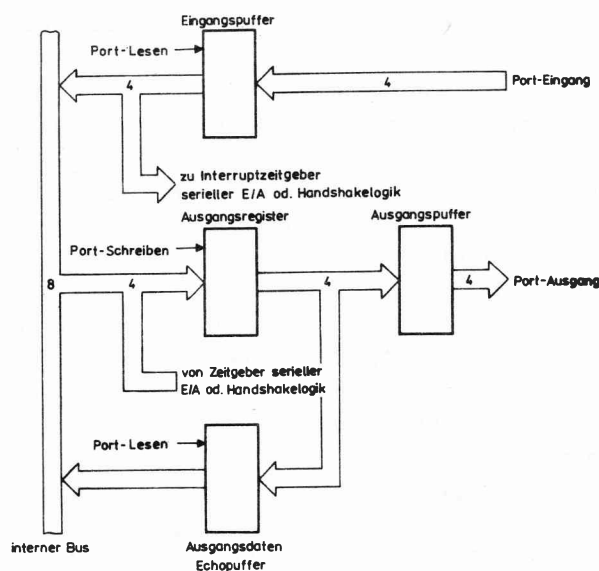 Eingangspuffer
Port-Lesen
4
4
Port-Eingang
zu Interruptzeitgeber
serieller E/A od. Handshakelogik
Ausgangsregister
Ausgangspuffer
Port-Schreiben
8
4
4
4
Port-Ausgang
von Zeitgeber serieller
E/A od. Handshakelogik
Port-Lesen
interner Bus
Ausgangsdaten
Echopuffer